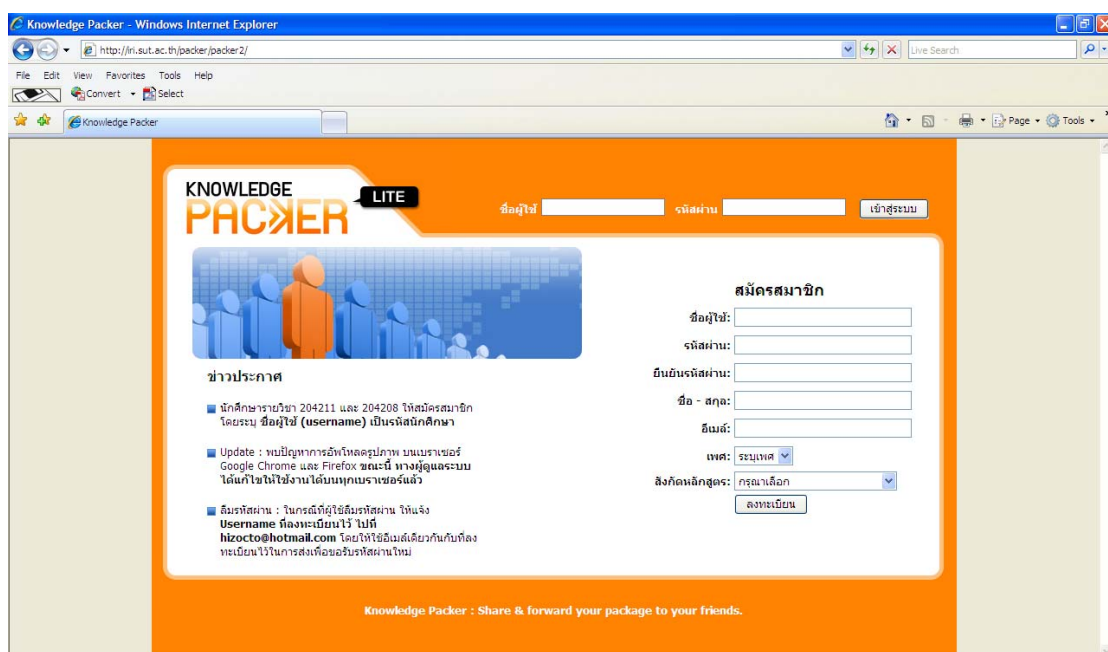 Knowledge Packer - Windows Internet Explorer
http://iri.sut.ac.th/packer/packer2/
Live Search
File Edit View Favorites Tools Help
Convert Select
Knowledge Packer
Page Tools
KNOWLEDGE
PACKER
LITE
ชื่อผู้ใช้ รหัสผ่าน เข้าสู่ระบบ
สมัครสมาชิก
ชื่อผู้ใช้:
รหัสผ่าน:
ยืนยันรหัสผ่าน:
ชื่อ - สกุล:
อีเมล์:
เพศ: ระบุเพศ
สังกัดหลักสูตร: กรุณาเลือก
ลงทะเบียน
ข่าวประกาศ
นักศึกษารายวิชา 204211 และ 204208 ให้สมัครสมาชิก
โดยระบุ ชื่อผู้ใช้ (username) เป็นรหัสนักศึกษา
Update : พบปัญหาการอัพโหลดรูปภาพ บนเบราเซอร์
Google Chrome และ Firefox ขณะนี้ ทางผู้ดูแลระบบ
ได้แก้ไขให้ใช้งานได้บนทุกเบราเซอร์แล้ว
ลืมรหัสผ่าน : ในกรณีที่ผู้ใช้ลืมรหัสผ่าน ให้แจ้ง
Username ที่ลงทะเบียนไว้ ไปที่
hizocto@hotmail.com โดยให้ใช้อีเมล์เดียวกันกับที่ลง
ทะเบียนไว้ในการส่งเพื่อขอรับรหัสผ่านใหม่
Knowledge Packer : Share & forward your package to your friends.